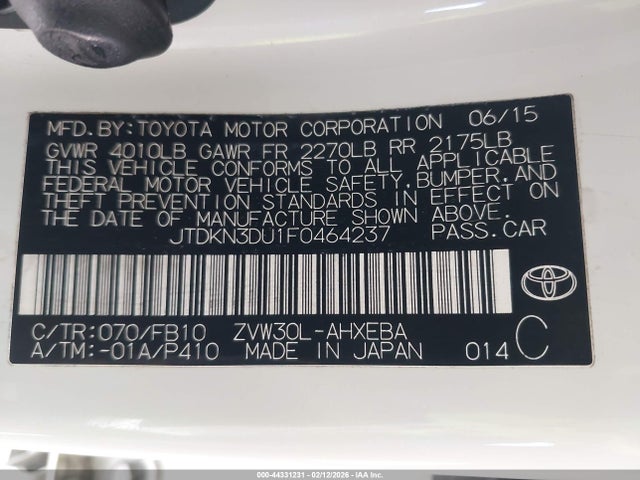 MFD.BY:TOYOTA MOTOR CORPORATION 06/15
GVWR 4010LB GAWR FR 2270LB RR 2175LB
THIS VEHICLE CONFORMS TO ALL APPLICABLE
FEDERAL MOTOR VEHICLE SAFETY,BUMPER,AND
THEFT PREVENTION STANDARDS IN EFFECT ON
THE DATE OF MANUFACTURE SHOWN ABOVE.
JTDKN3DU1F0464237 PASS.CAR
C/TR:070/FB10 ZVW30L-AHXEBA
A/TM:-01A/P410 MADE IN JAPAN 014 C
000-44331231 - 02/12/2026 - IAAI.COM